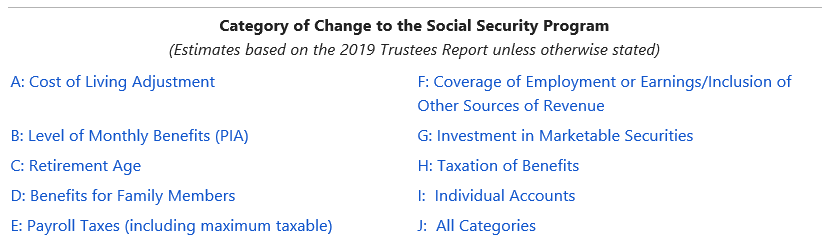 Category of Change to the Social Security Program
(Estimates based on the 2019 Trustees Report unless otherwise stated)
A: Cost of Living Adjustment
B: Level of Monthly Benefits (PIA)
C: Retirement Age
D: Benefits for Family Members
E: Payroll Taxes (including maximum taxable)
F: Coverage of Employment or Earnings/Inclusion of
Other Sources of Revenue
G: Investment in Marketable Securities
H: Taxation of Benefits
I:  Individual Accounts
J:  All Categories